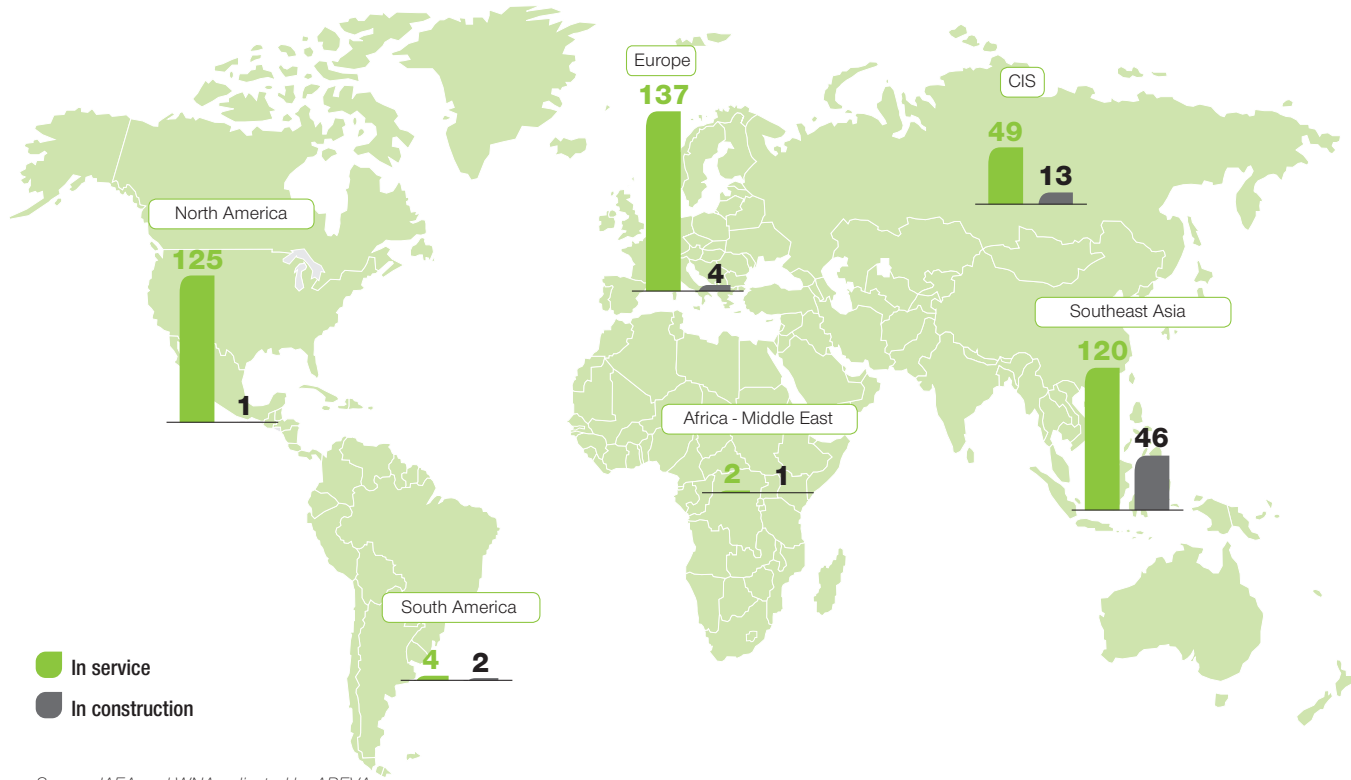 Europe
137
4
CIS
49
13
North America
125
1
Southeast Asia
120
46
Africa - Middle East
2
1
South America
4
2
In service
In construction